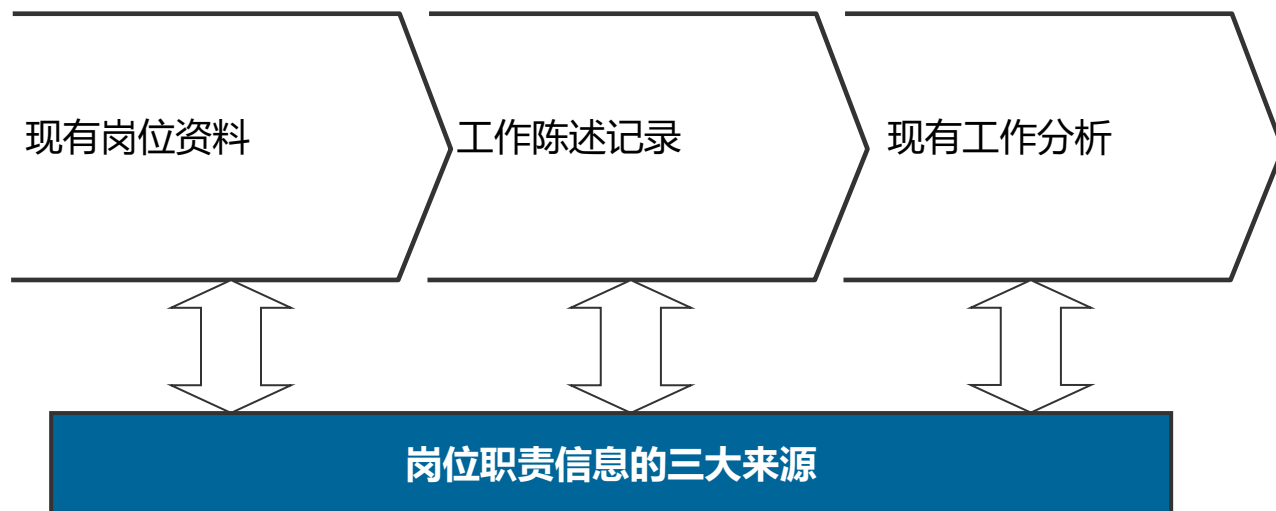 现有岗位资料
工作陈述记录
现有工作分析
岗位职责信息的三大来源